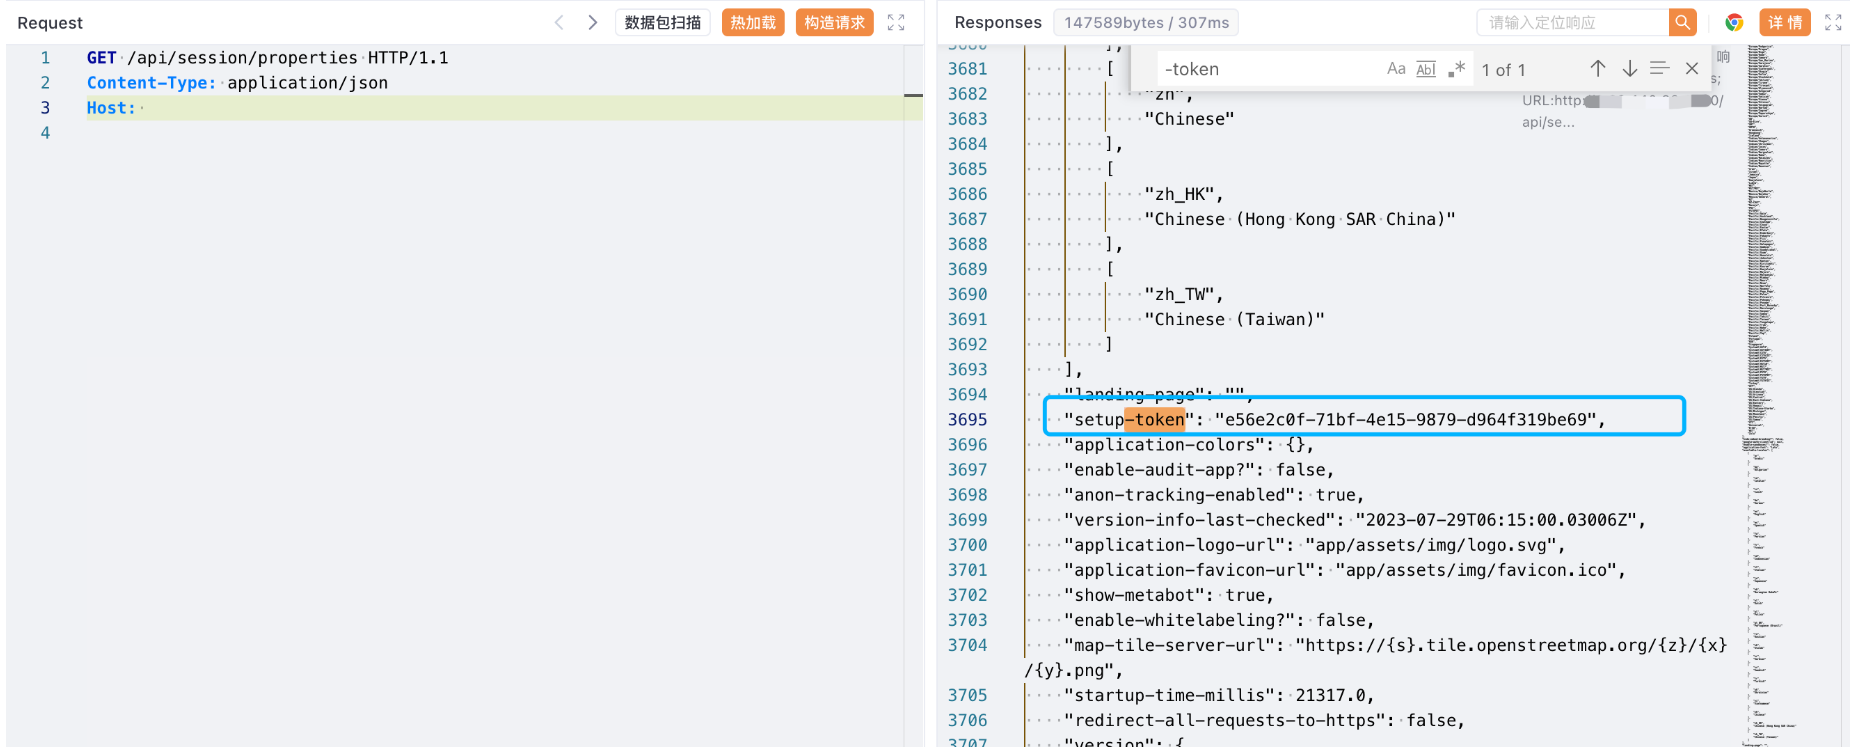 Request
数据包扫描
热加载
构造请求
1 GET /api/session/properties HTTP/1.1
2 Content-Type: application/json
3 Host:
4
Responses
147589bytes / 307ms
请输入定位响应
详 情
-token
Aa
Abl
.*
1 of 1
响
s;
URL:http:
0/
api/se...
3680 ],
3681 [
3682 "zh",
3683 "Chinese"
3684 ],
3685 [
3686 "zh_HK",
3687 "Chinese (Hong Kong SAR China)"
3688 ],
3689 [
3690 "zh_TW",
3691 "Chinese (Taiwan)"
3692 ]
3693 ],
3694 "landing-page": "",
3695 "setup-token": "e56e2c0f-71bf-4e15-9879-d964f319be69",
3696 "application-colors": {},
3697 "enable-audit-app?": false,
3698 "anon-tracking-enabled": true,
3699 "version-info-last-checked": "2023-07-29T06:15:00.03006Z",
3700 "application-logo-url": "app/assets/img/logo.svg",
3701 "application-favicon-url": "app/assets/img/favicon.ico",
3702 "show-metabot": true,
3703 "enable-whitelabeling?": false,
3704 "map-tile-server-url": "https://{s}.tile.openstreetmap.org/{z}/{x}
/{y}.png",
3705 "startup-time-millis": 21317.0,
3706 "redirect-all-requests-to-https": false,
3707 "version": {